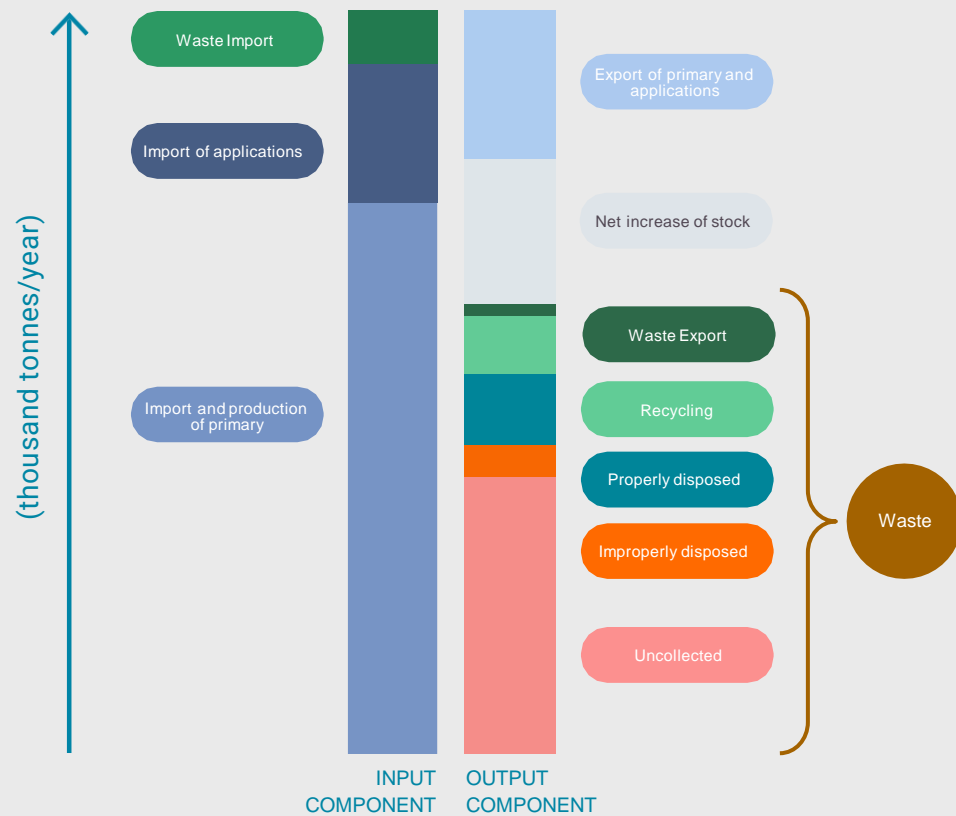 (thousand tonnes/year)
Waste Import
Import of applications
Import and production
of primary
Export of primary and
applications
Net increase of stock
Waste Export
Recycling
Properly disposed
Improperly disposed
Uncollected
Waste
INPUT
COMPONENT
OUTPUT
COMPONENT